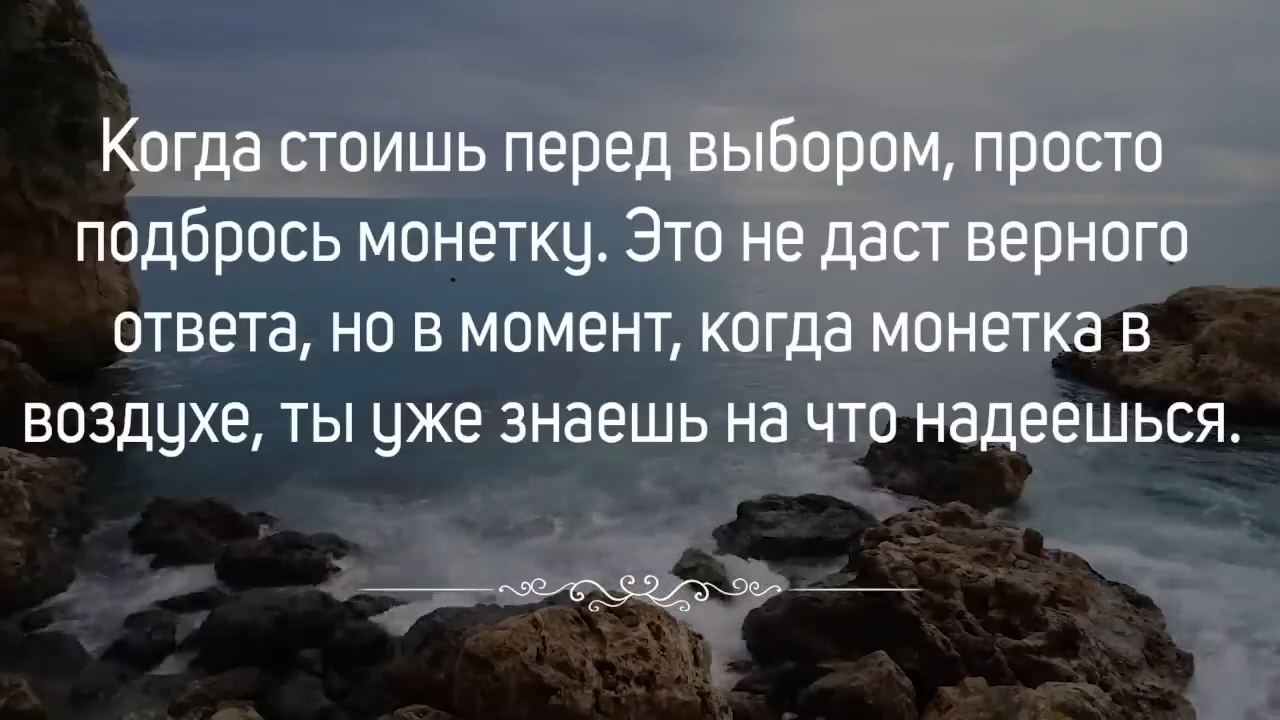 Когда стоишь перед выбором, просто
подбрось монетку. Это не даст верного
ответа, но в момент, когда монетка в
воздухе, ты уже знаешь на что надеешься.